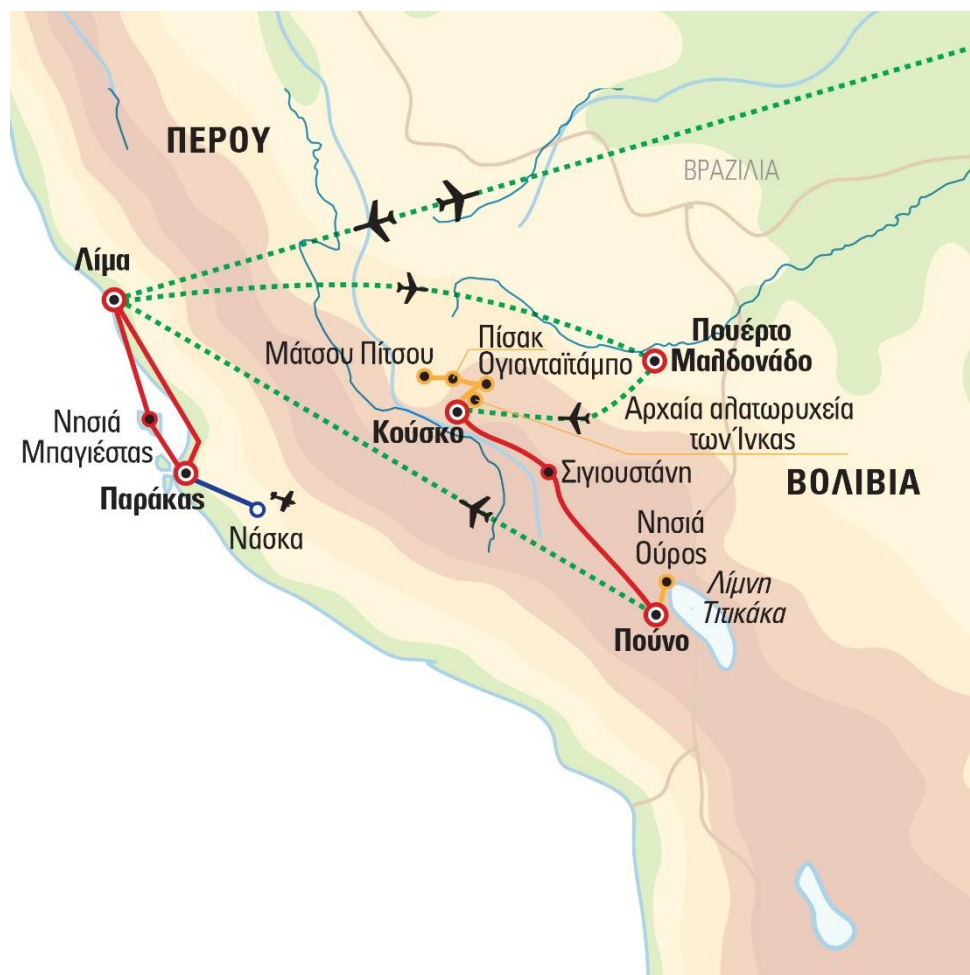 ΠΕΡΟΥ
ΒΡΑΖΙΛΙΑ
Λίμα
Πουέρτο
Μαλδονάδο
Πίσακ
Μάτσου Πίτσου
Ογιανταϊτάμπο
Αρχαία αλατωρυχεία
των Ίνκας
Κούσκο
Νησιά
Μπαγιέστας
Σιγιουστάνη
ΒΟΛΙΒΙΑ
Παράκας
Νάσκα
Νησιά
Ούρος
Λίμνη
Τιτικάκα
Πούνο